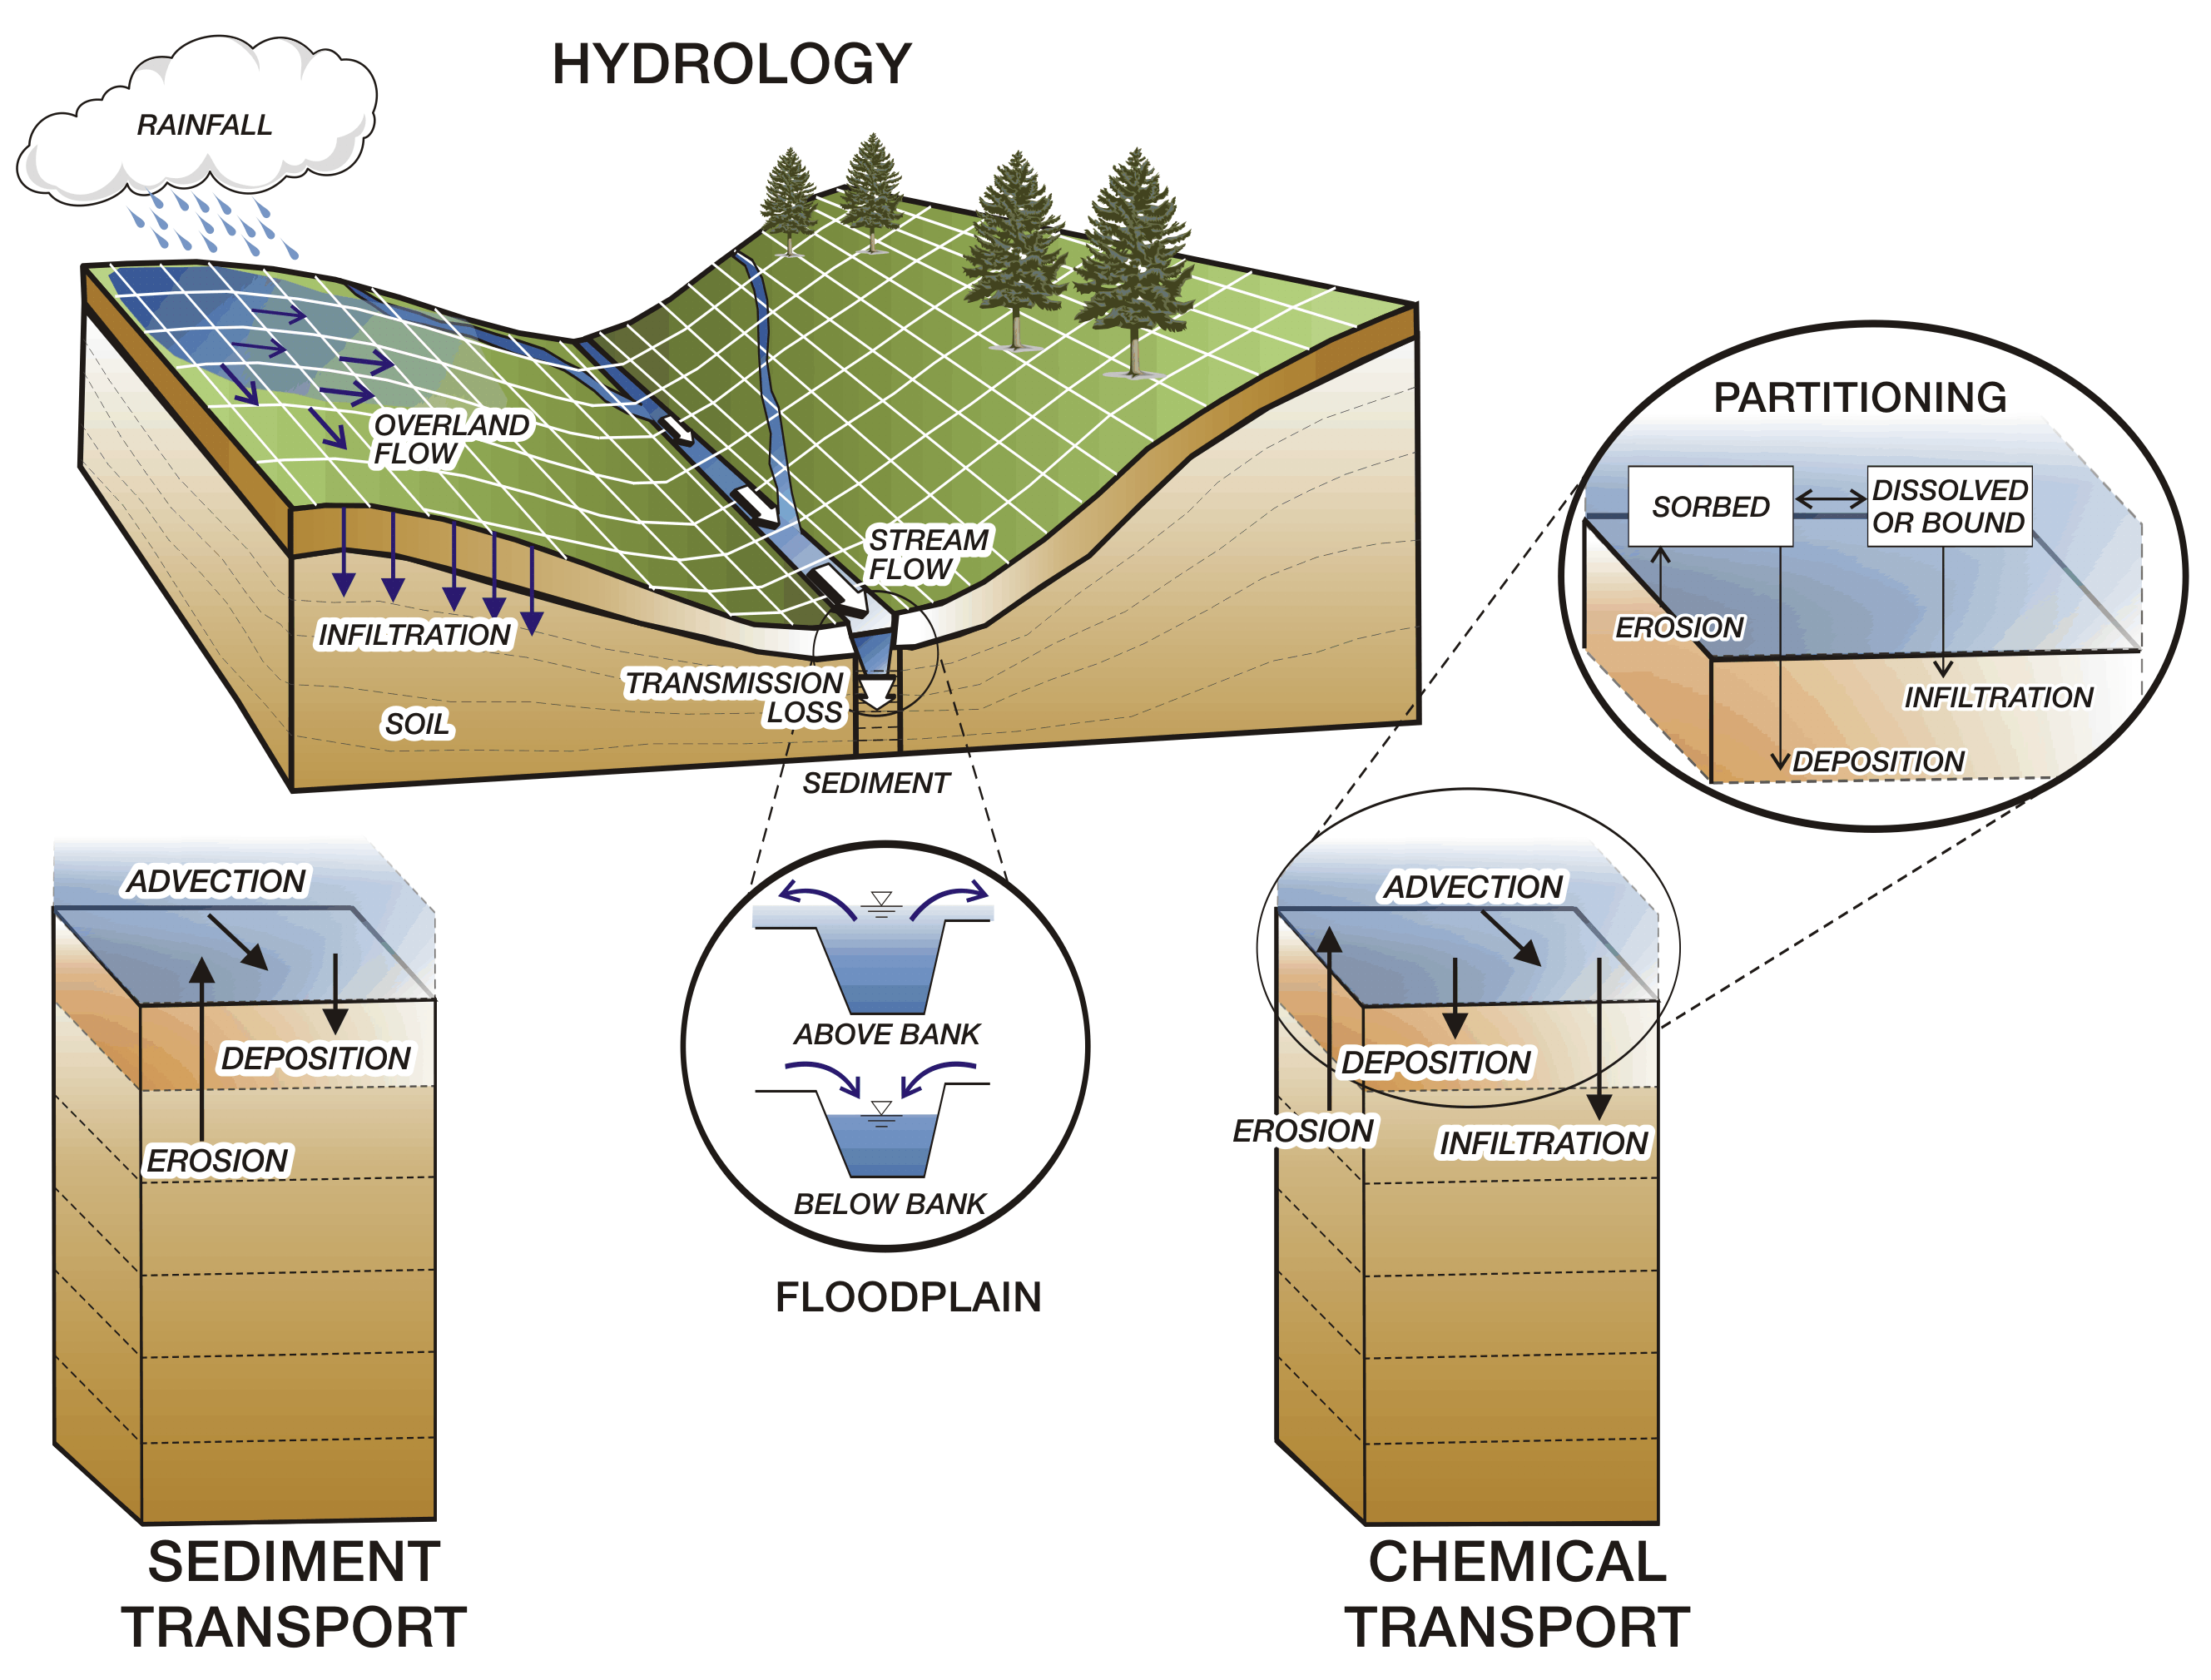 HYDROLOGY
RAINFALL
OVERLAND
FLOW
STREAM
FLOW
INFILTRATION
TRANSMISSION
LOSS
SOIL
SEDIMENT
PARTITIONING
SORBED
DISSOLVED
OR BOUND
EROSION
INFILTRATION
DEPOSITION
ADVECTION
DEPOSITION
EROSION
SEDIMENT
TRANSPORT
ABOVE BANK
BELOW BANK
FLOODPLAIN
ADVECTION
DEPOSITION
EROSION
INFILTRATION
CHEMICAL
TRANSPORT